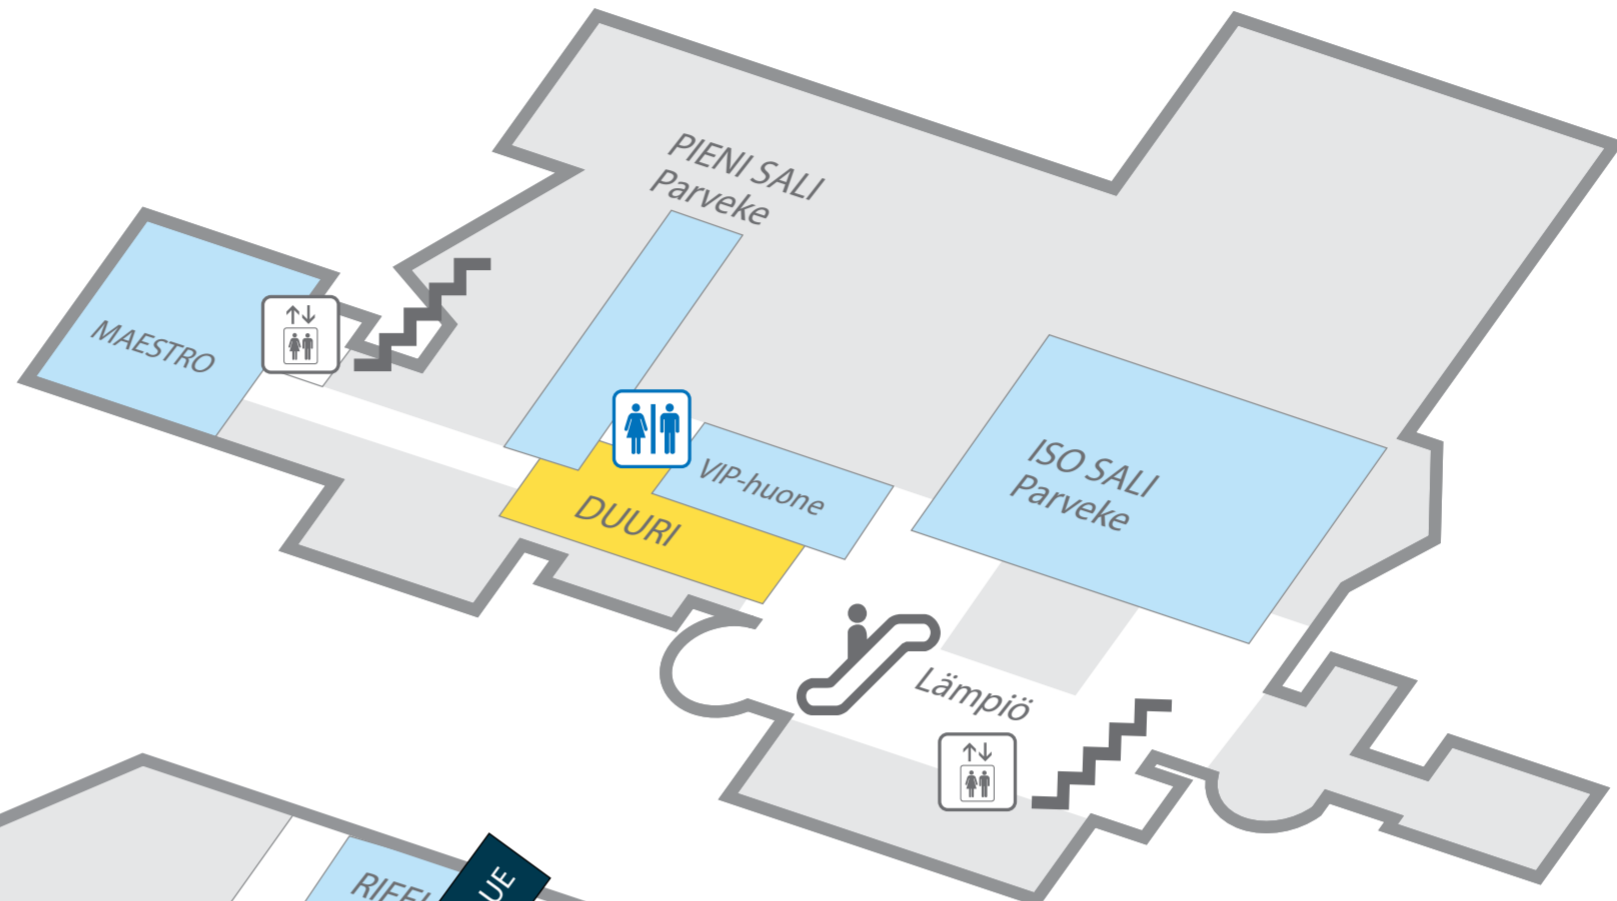 PIENI SALI
Parveke
MAESTRO
VIP-huone
ISO SALI
Parveke
DUURI
Lämpiö